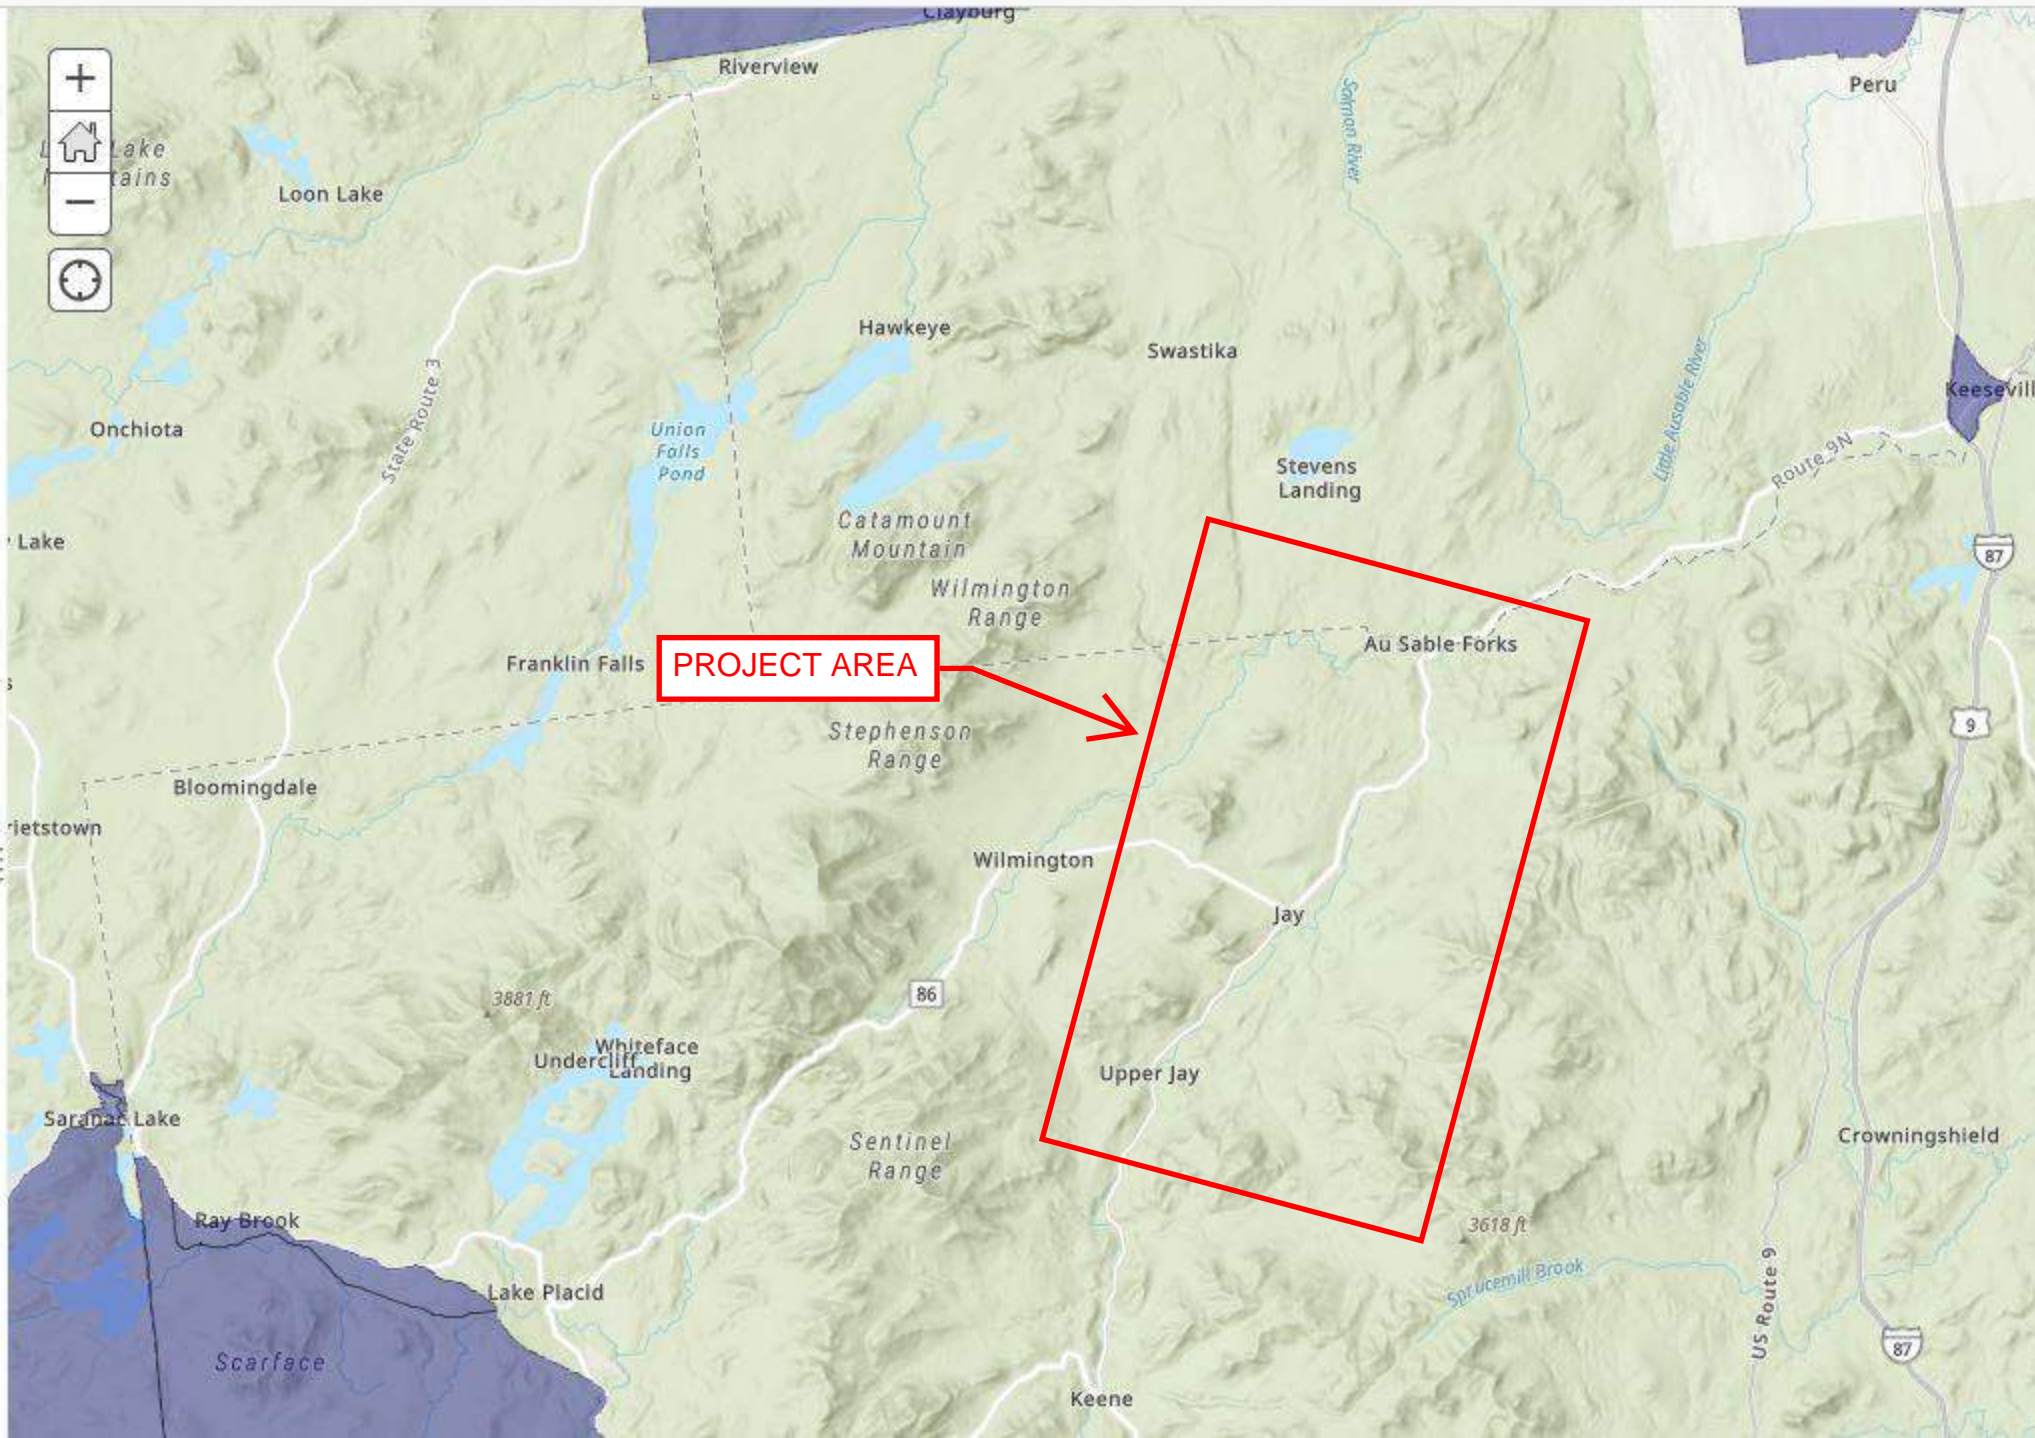 Clayburg
Riverview
Peru
Lake
Loon Lake
Salmon River
Hawkeye
Swastika
State Route 3
Little Ausable River
Onchiota
Union
Falls
Pond
Stevens
Landing
Route 9N
Catamount
Mountain
Lake
87
Wilmington
Range
Franklin Falls
PROJECT AREA
Au Sable Forks
Stephenson
Range
9
Bloomingdale
Wilmington
Jay
86
3881 ft
Whiteface
Landing
Undercliff
Upper Jay
Saranac Lake
Sentinel
Range
Crowningshield
Ray Brook
3618 ft
Sprucemill Brook
Lake Placid
US Route 9
87
Scarface
Keene